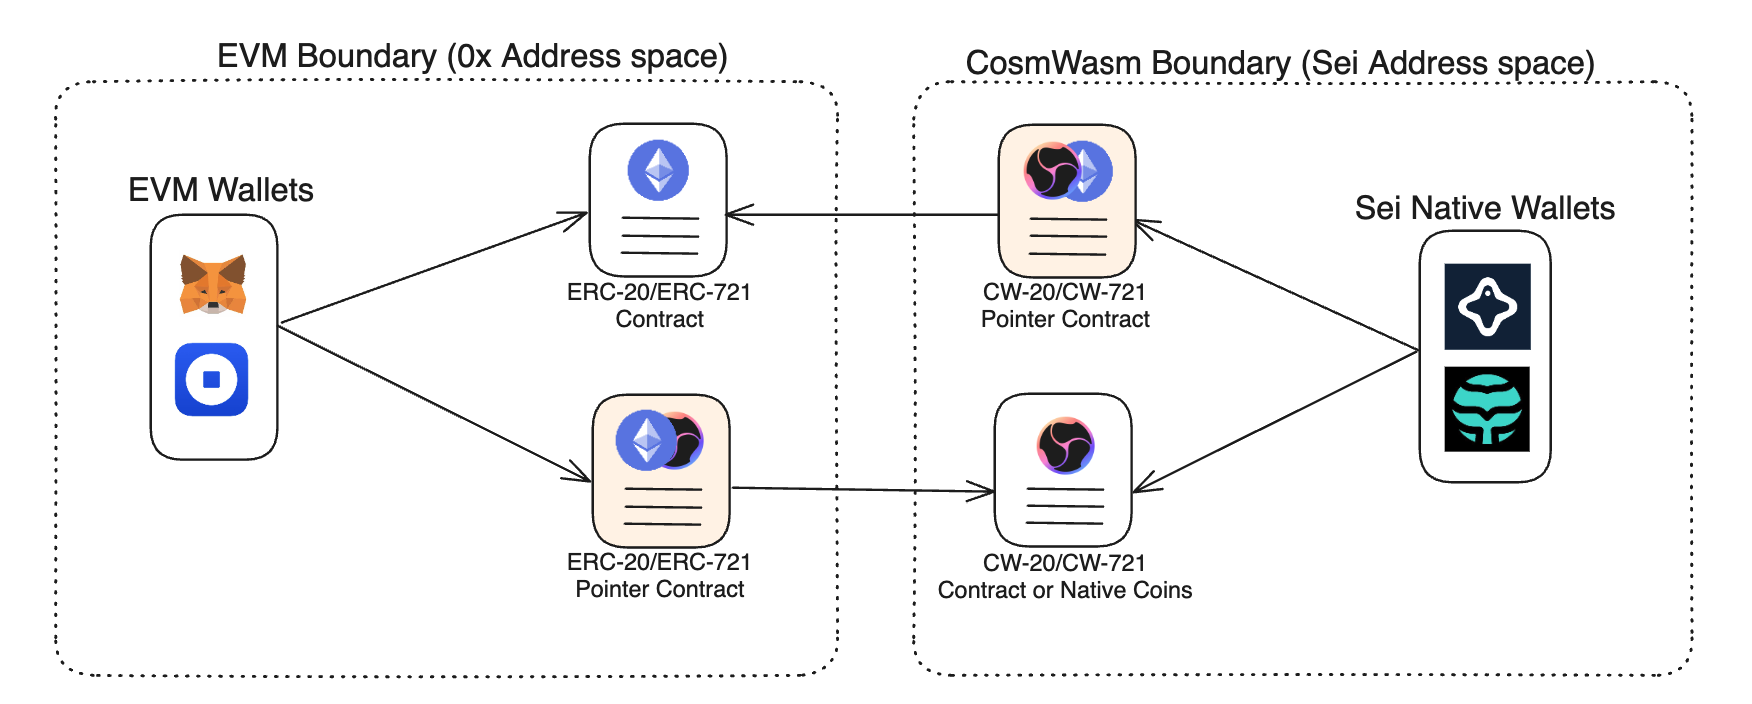 EVM Boundary (0x Address space)
CosmWasm Boundary (Sei Address space)
EVM Wallets
Sei Native Wallets
ERC-20/ERC-721
Contract
CW-20/CW-721
Pointer Contract
ERC-20/ERC-721
Pointer Contract
CW-20/CW-721
Contract or Native Coins